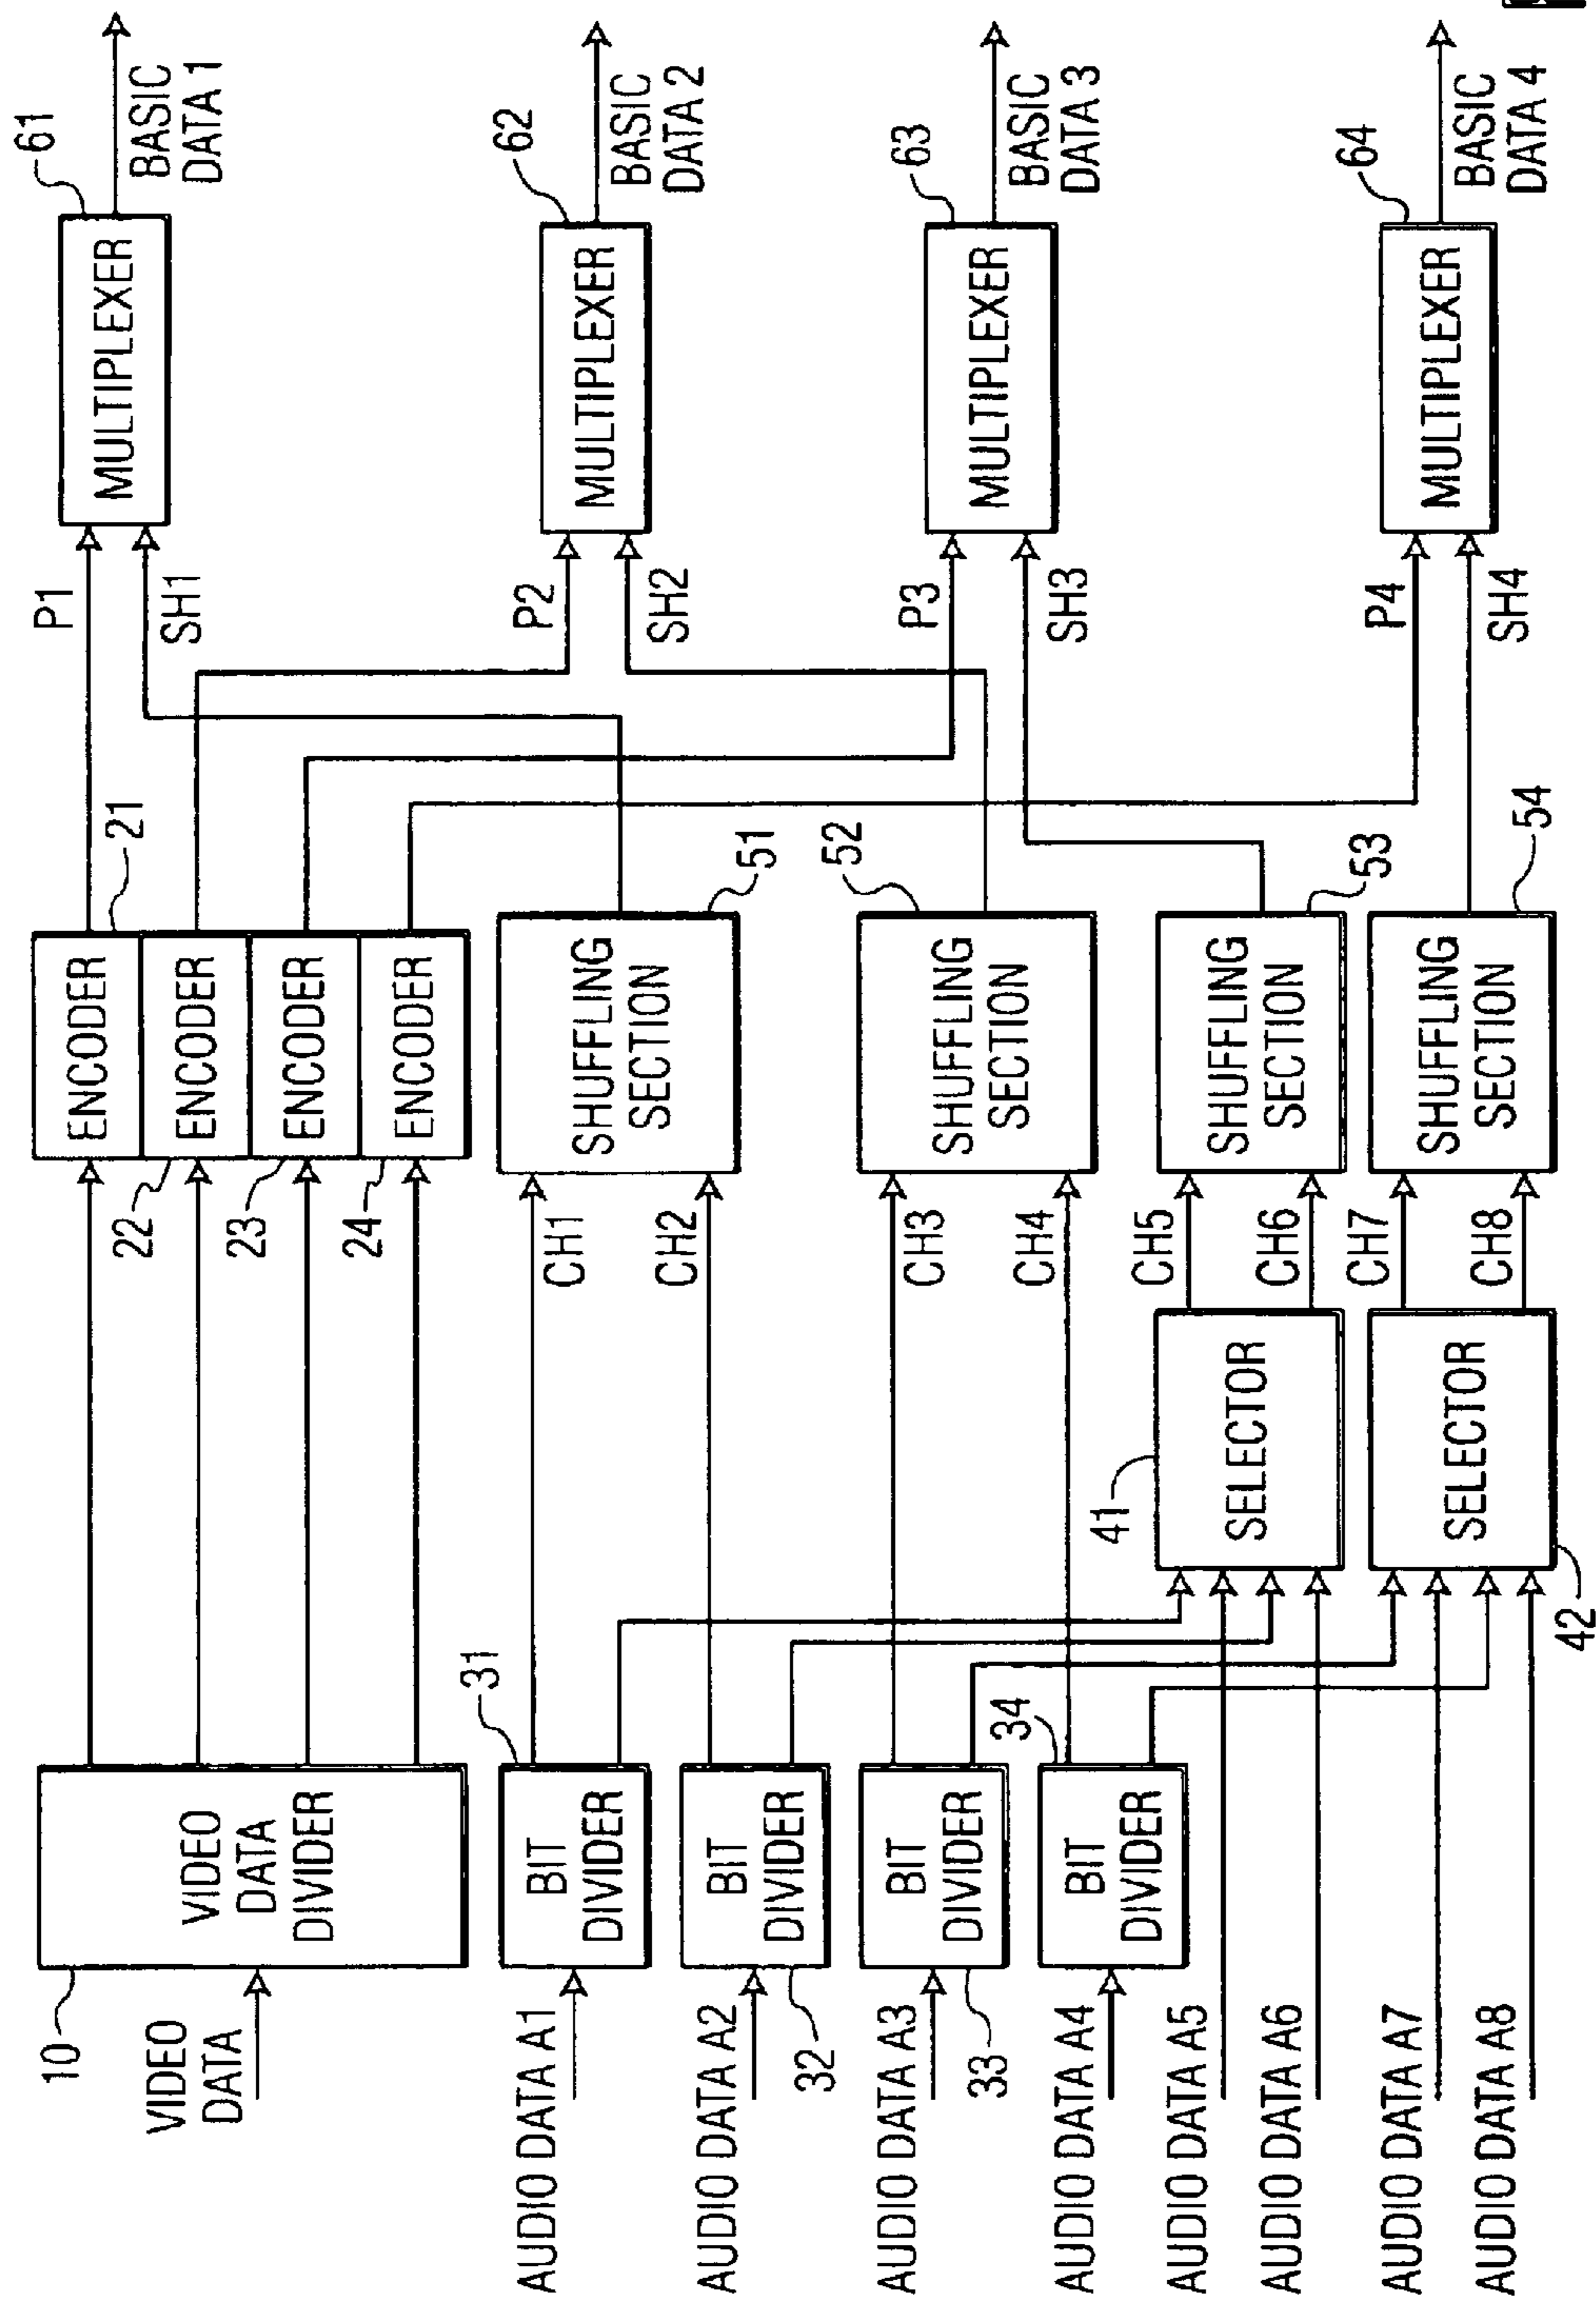 10
VIDEO
DATA
VIDEO
DATA
DIVIDER
ENCODER
21
ENCODER
22
ENCODER
23
ENCODER
24
P1
SH1
MULTIPLEXER
61
BASIC
DATA 1
AUDIO DATA A1
BIT
DIVIDER
31
CH1
AUDIO DATA A2
BIT
DIVIDER
32
CH2
SHUFFLING
SECTION
51
P2
SH2
MULTIPLEXER
62
BASIC
DATA 2
AUDIO DATA A3
BIT
DIVIDER
33
CH3
AUDIO DATA A4
BIT
DIVIDER
34
CH4
SHUFFLING
SECTION
52
P3
SH3
MULTIPLEXER
63
BASIC
DATA 3
AUDIO DATA A5
AUDIO DATA A6
41
SELECTOR
CH5
CH6
SHUFFLING
SECTION
53
AUDIO DATA A7
AUDIO DATA A8
SELECTOR
42
CH7
CH8
SHUFFLING
SECTION
54
P4
SH4
MULTIPLEXER
64
BASIC
DATA 4